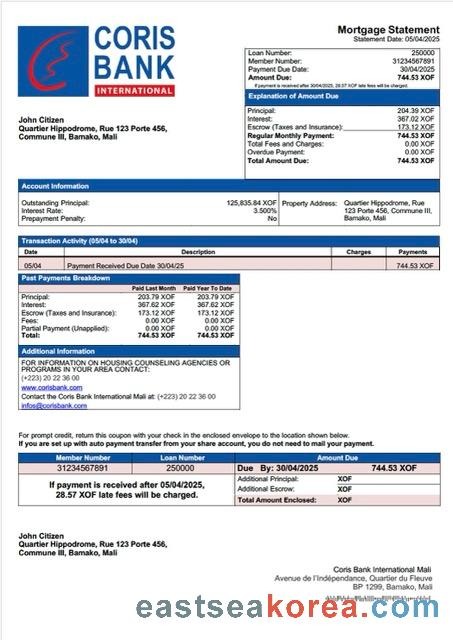 CORIS
BANK
INTERNATIONAL
Mortgage Statement
Statement Date: 05/04/2025
Loan Number: 250000
Member Number: 31234567891
Payment Due Date: 30/04/2025
Amount Due: 744.53 XOF
If payment is received after 30/04/2025, 28.57 XOF late fees will be charged.
Explanation of Amount Due
Principal: 204.39 XOF
Interest: 367.02 XOF
Escrow (Taxes and Insurance): 173.12 XOF
Regular Monthly Payment: 744.53 XOF
Total Fees and Charges: 0.00 XOF
Overdue Payment: 0.00 XOF
Total Amount Due: 744.53 XOF
John Citizen
Quartier Hippodrome, Rue 123 Porte 456,
Commune III, Bamako, Mali
Account Information
Outstanding Principal: 125,835.84 XOF
Interest Rate: 3.500%
Prepayment Penalty: No
Property Address: Quartier Hippodrome, Rue
123 Porte 456, Commune III,
Bamako, Mali
Transaction Activity (05/04 to 30/04)
Date Description Charges Payments
05/04 Payment Received Due Date 30/04/25 744.53 XOF
Past Payments Breakdown
Paid Last Month Paid Year To Date
Principal: 203.79 XOF 203.79 XOF
Interest: 367.62 XOF 367.62 XOF
Escrow (Taxes and Insurance): 173.12 XOF 173.12 XOF
Fees: 0.00 XOF 0.00 XOF
Partial Payment (Unapplied): 0.00 XOF 0.00 XOF
Total: 744.53 XOF 744.53 XOF
Additional Information
FOR INFORMATION ON HOUSING COUNSELING AGENCIES OR
PROGRAMS IN YOUR AREA CONTACT:
(+223) 20 22 36 00
www.corisbank.com
Contact the Coris Bank International Mali at: (+223) 20 22 36 00
infos@corisbank.com
For prompt credit, return this coupon with your check in the enclosed envelope to the location shown below.
If you are set up with auto payment transfer from your share account, you do not need to mail your payment.
Member Number Loan Number Amount Due
31234567891 250000 Due By: 30/04/2025 744.53 XOF
If payment is received after 05/04/2025,
28.57 XOF late fees will be charged.
Additional Principal: XOF
Additional Escrow: XOF
Total Amount Enclosed: XOF
John Citizen
Quartier Hippodrome, Rue 123 Porte 456,
Commune III, Bamako, Mali
Coris Bank International Mali
Avenue de l'Indépendance, Quartier du Fleuve
BP 1299, Bamako, Mali
eastseakorea.com